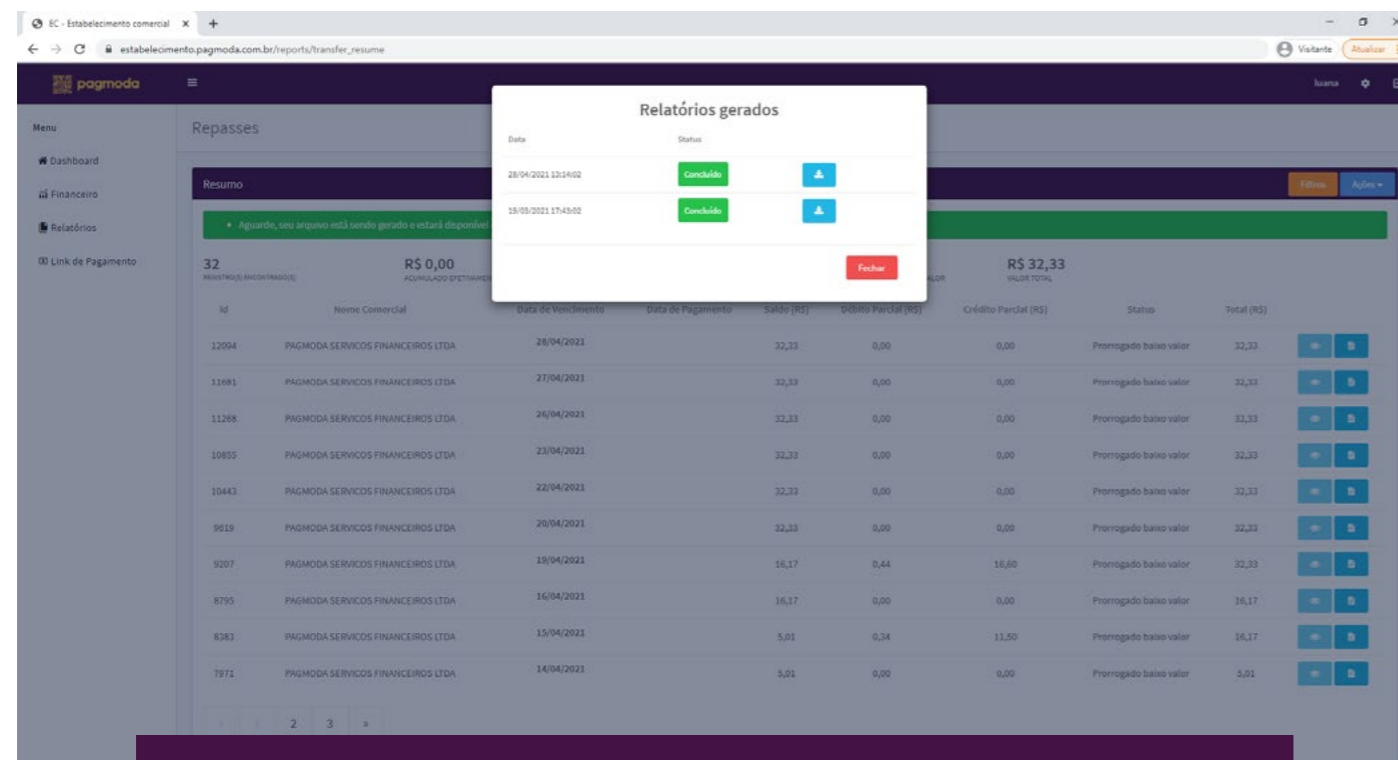 EC - Estabelecimento comercial
estabelecimento.pagmoda.com.br/reports/transfer_resume
Visitante
Atualizar
pagmoda
luana
Menu
Dashboard
Financeiro
Relatórios
Link de Pagamento
Repasses
Resumo
Filtros
Ações
Relatórios gerados
Data Status
Concluído
Concluído
Fechar
• Aguarde, seu arquivo está sendo gerado e estará disponível
32 R$ 0,00 R$ 32,33
REGISTRO(S) ENCONTRADO(S) ACUMULADO VALOR VALOR TOTAL
Id Nome Comercial Data de Vencimento Data de Pagamento Saldo (R$) Débito Parcial (R$) Crédito Parcial (R$) Status Total (R$)
12094 PAGMODA SERVICOS FINANCEIROS LTDA 28/04/2021 32,33 0,00 0,00 Prorrogado baixo valor 32,33
11681 PAGMODA SERVICOS FINANCEIROS LTDA 27/04/2021 32,33 0,00 0,00 Prorrogado baixo valor 32,33
11268 PAGMODA SERVICOS FINANCEIROS LTDA 26/04/2021 32,33 0,00 0,00 Prorrogado baixo valor 32,33
10855 PAGMODA SERVICOS FINANCEIROS LTDA 23/04/2021 32,33 0,00 0,00 Prorrogado baixo valor 32,33
10443 PAGMODA SERVICOS FINANCEIROS LTDA 22/04/2021 32,33 0,00 0,00 Prorrogado baixo valor 32,33
9619 PAGMODA SERVICOS FINANCEIROS LTDA 20/04/2021 32,33 0,00 0,00 Prorrogado baixo valor 32,33
9207 PAGMODA SERVICOS FINANCEIROS LTDA 19/04/2021 16,17 0,44 16,60 Prorrogado baixo valor 32,33
8795 PAGMODA SERVICOS FINANCEIROS LTDA 16/04/2021 16,17 0,00 0,00 Prorrogado baixo valor 16,17
8383 PAGMODA SERVICOS FINANCEIROS LTDA 15/04/2021 5,01 0,34 11,50 Prorrogado baixo valor 16,17
7971 PAGMODA SERVICOS FINANCEIROS LTDA 14/04/2021 5,01 0,00 0,00 Prorrogado baixo valor 5,01
2 3 »